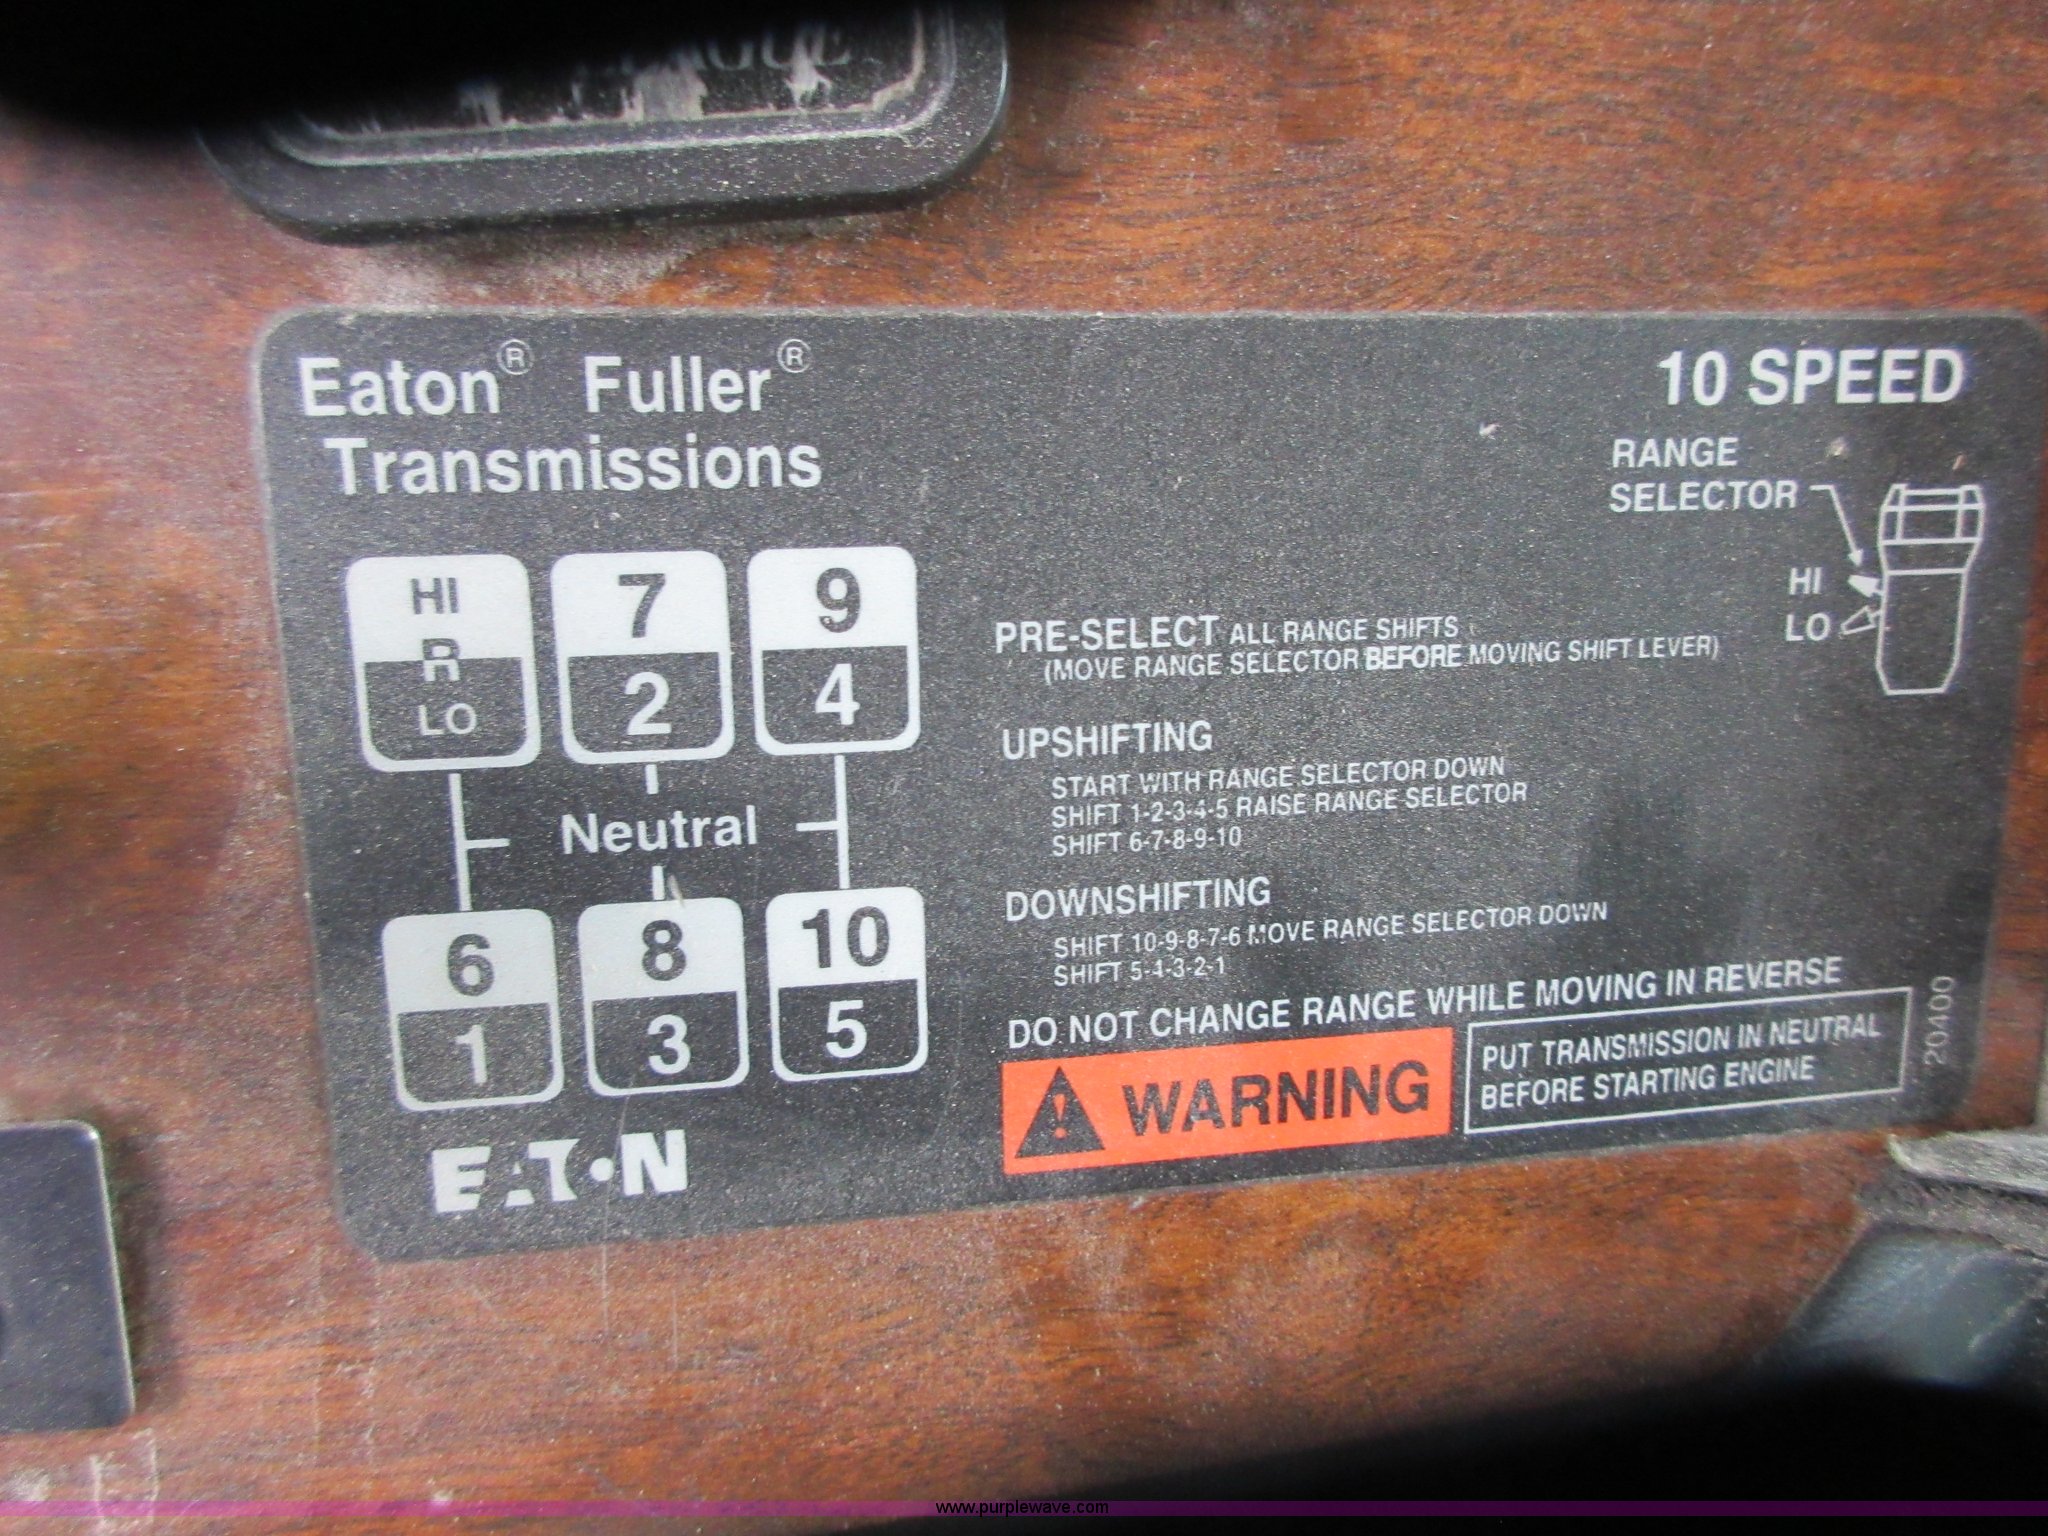 Eaton® Fuller®
Transmissions
10 SPEED
RANGE
SELECTOR
HI
LO
HI
R
LO
7
2
9
4
Neutral
6
1
8
3
10
5
EATON
PRE-SELECT ALL RANGE SHIFTS
(MOVE RANGE SELECTOR BEFORE MOVING SHIFT LEVER)
UPSHIFTING
START WITH RANGE SELECTOR DOWN
SHIFT 1-2-3-4-5 RAISE RANGE SELECTOR
SHIFT 6-7-8-9-10
DOWNSHIFTING
SHIFT 10-9-8-7-6 MOVE RANGE SELECTOR DOWN
SHIFT 5-4-3-2-1
DO NOT CHANGE RANGE WHILE MOVING IN REVERSE
WARNING
PUT TRANSMISSION IN NEUTRAL
BEFORE STARTING ENGINE
20400
www.purplewave.com